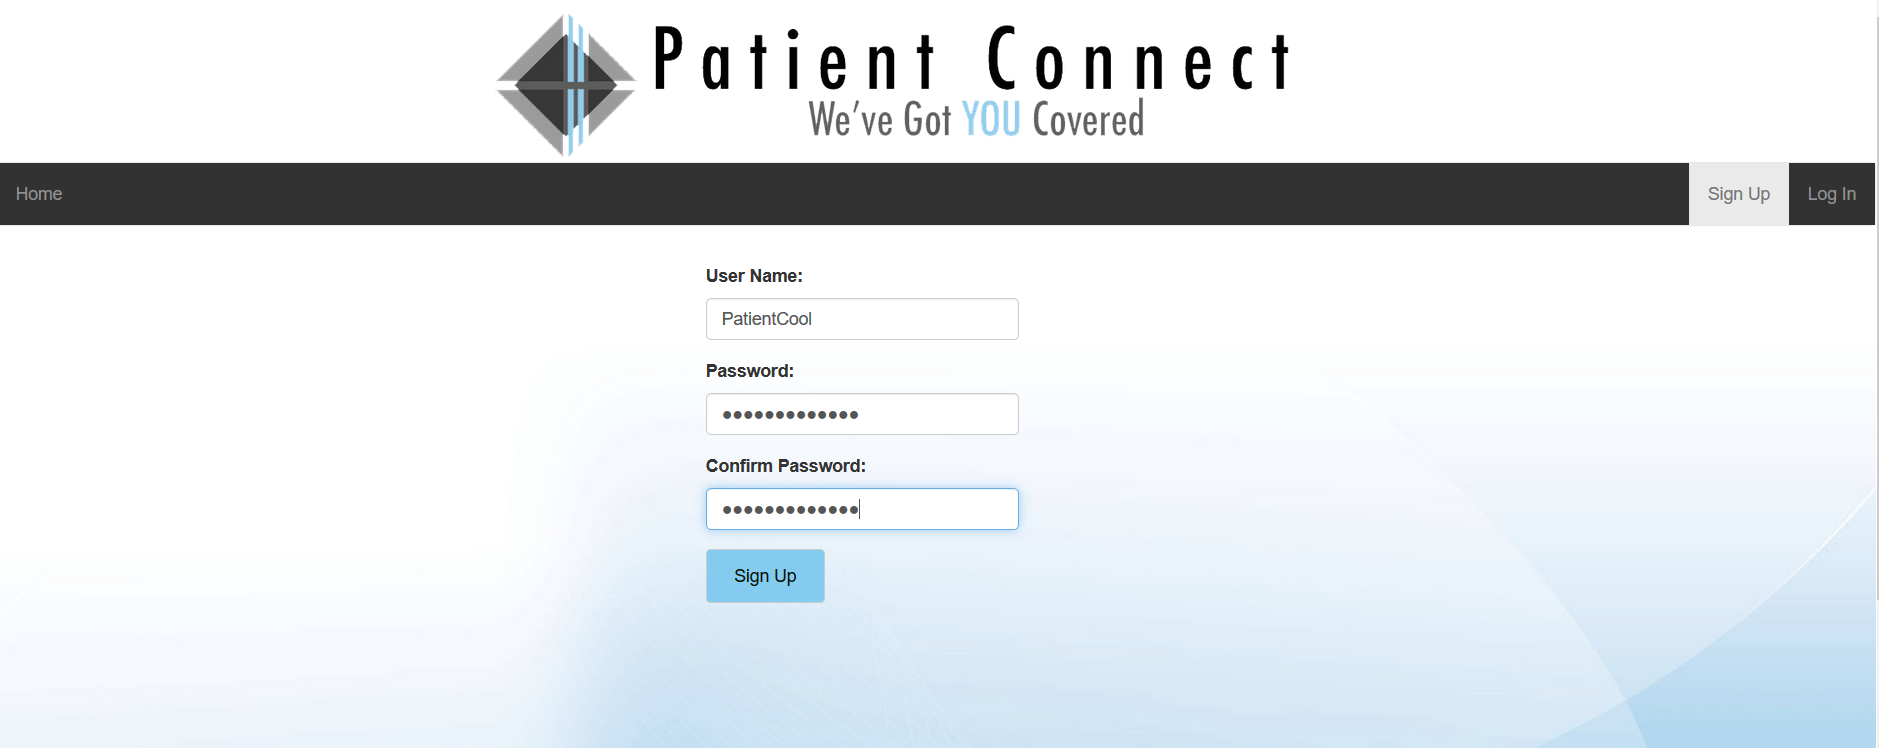 Patient Connect
We've Got YOU Covered
Home Sign Up Log In
User Name:
PatientCool
Password:
•••••••••••••
Confirm Password:
•••••••••••••
Sign Up